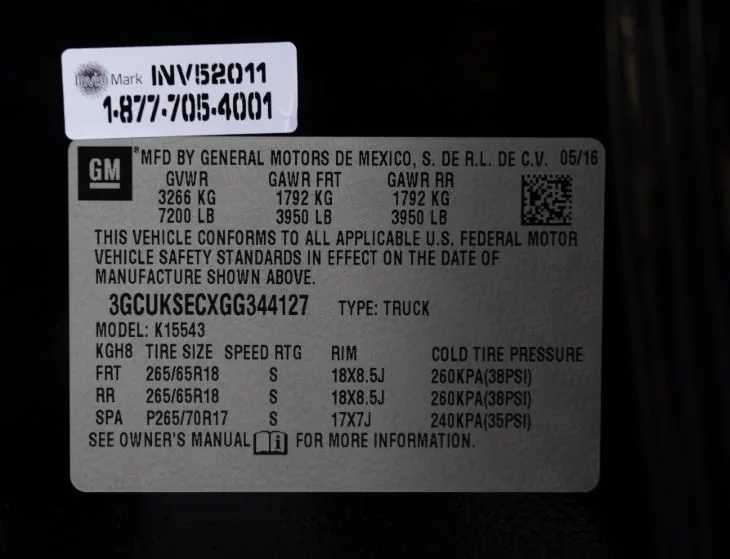 Invisi Mark INV52011
1-877-705-4001
GM
*MFD BY GENERAL MOTORS DE MEXICO, S. DE R.L. DE C.V. 05/16
GVWR GAWR FRT GAWR RR
3266 KG 1792 KG 1792 KG
7200 LB 3950 LB 3950 LB
THIS VEHICLE CONFORMS TO ALL APPLICABLE U.S. FEDERAL MOTOR
VEHICLE SAFETY STANDARDS IN EFFECT ON THE DATE OF
MANUFACTURE SHOWN ABOVE.
3GCUKSECXGG344127 TYPE: TRUCK
MODEL: K15543
KGH8 TIRE SIZE SPEED RTG RIM COLD TIRE PRESSURE
FRT 265/65R18 S 18X8.5J 260KPA(38PSI)
RR 265/65R18 S 18X8.5J 260KPA(38PSI)
SPA P265/70R17 S 17X7J 240KPA(35PSI)
SEE OWNER'S MANUAL i FOR MORE INFORMATION.